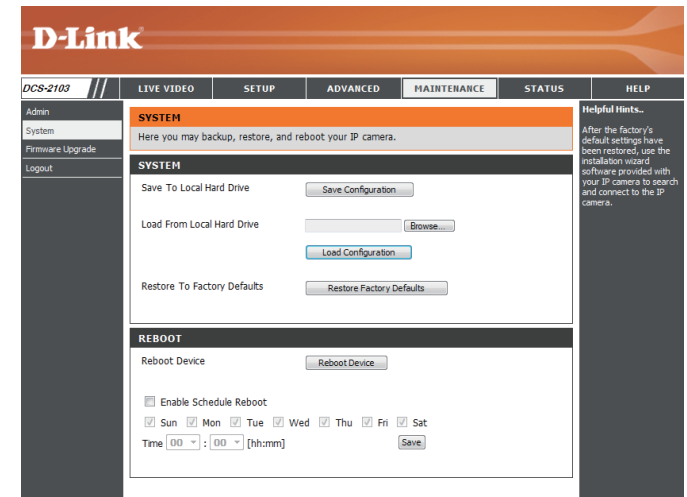 D-Link
DCS-2103
LIVE VIDEO SETUP ADVANCED MAINTENANCE STATUS HELP
Admin
System
Firmware Upgrade
Logout
SYSTEM
Here you may backup, restore, and reboot your IP camera.
SYSTEM
Save To Local Hard Drive Save Configuration
Load From Local Hard Drive Browse...
Load Configuration
Restore To Factory Defaults Restore Factory Defaults
REBOOT
Reboot Device Reboot Device
Enable Schedule Reboot
Sun Mon Tue Wed Thu Fri Sat
Time 00 : 00 [hh:mm] Save
Helpful Hints..
After the factory's
default settings have
been restored, use the
installation wizard
software provided with
your IP camera to search
and connect to the IP
camera.